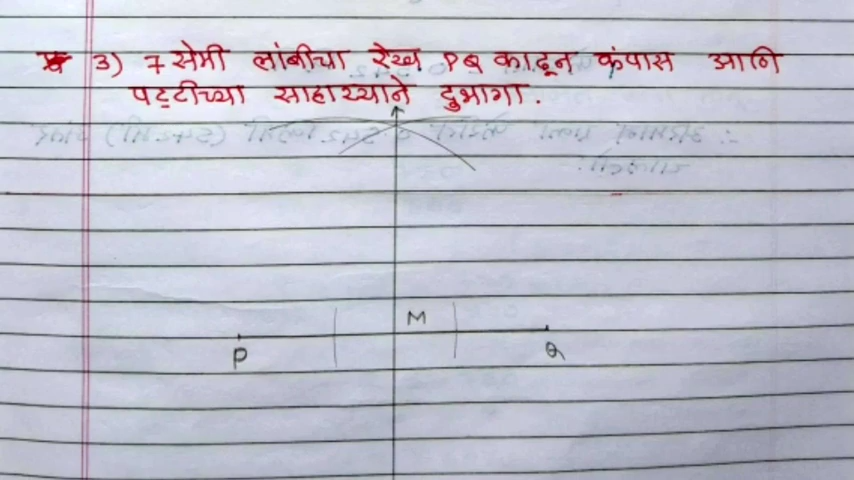 3) 7 सेमी लांबीचा रेख PQ काढून कंपास आणि
पट्टीच्या साहाय्याने दुभागा.
M
P Q